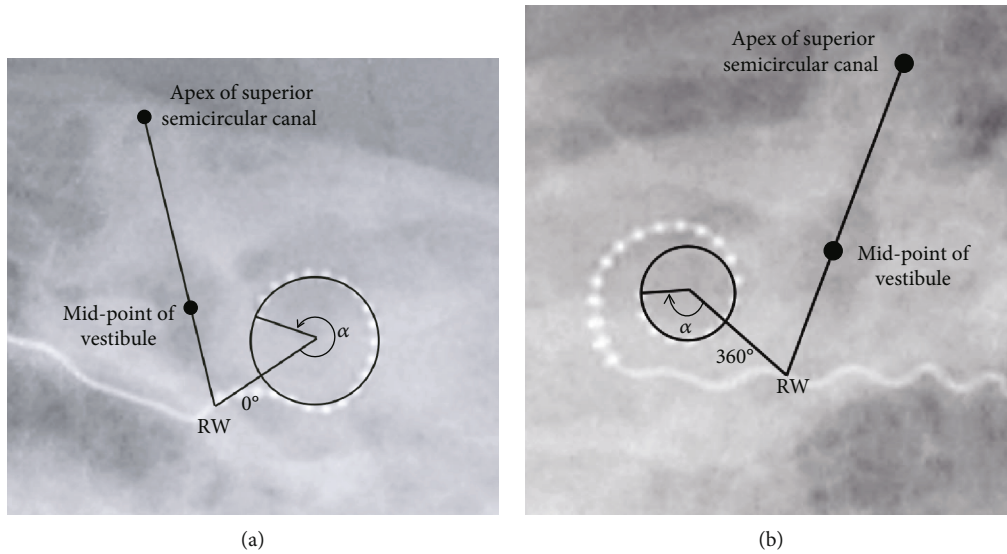 Apex of superior
semicircular canal
Mid-point of
vestibule
α
0°
RW
(a)
Apex of superior
semicircular canal
Mid-point of
vestibule
α
360°
RW
(b)